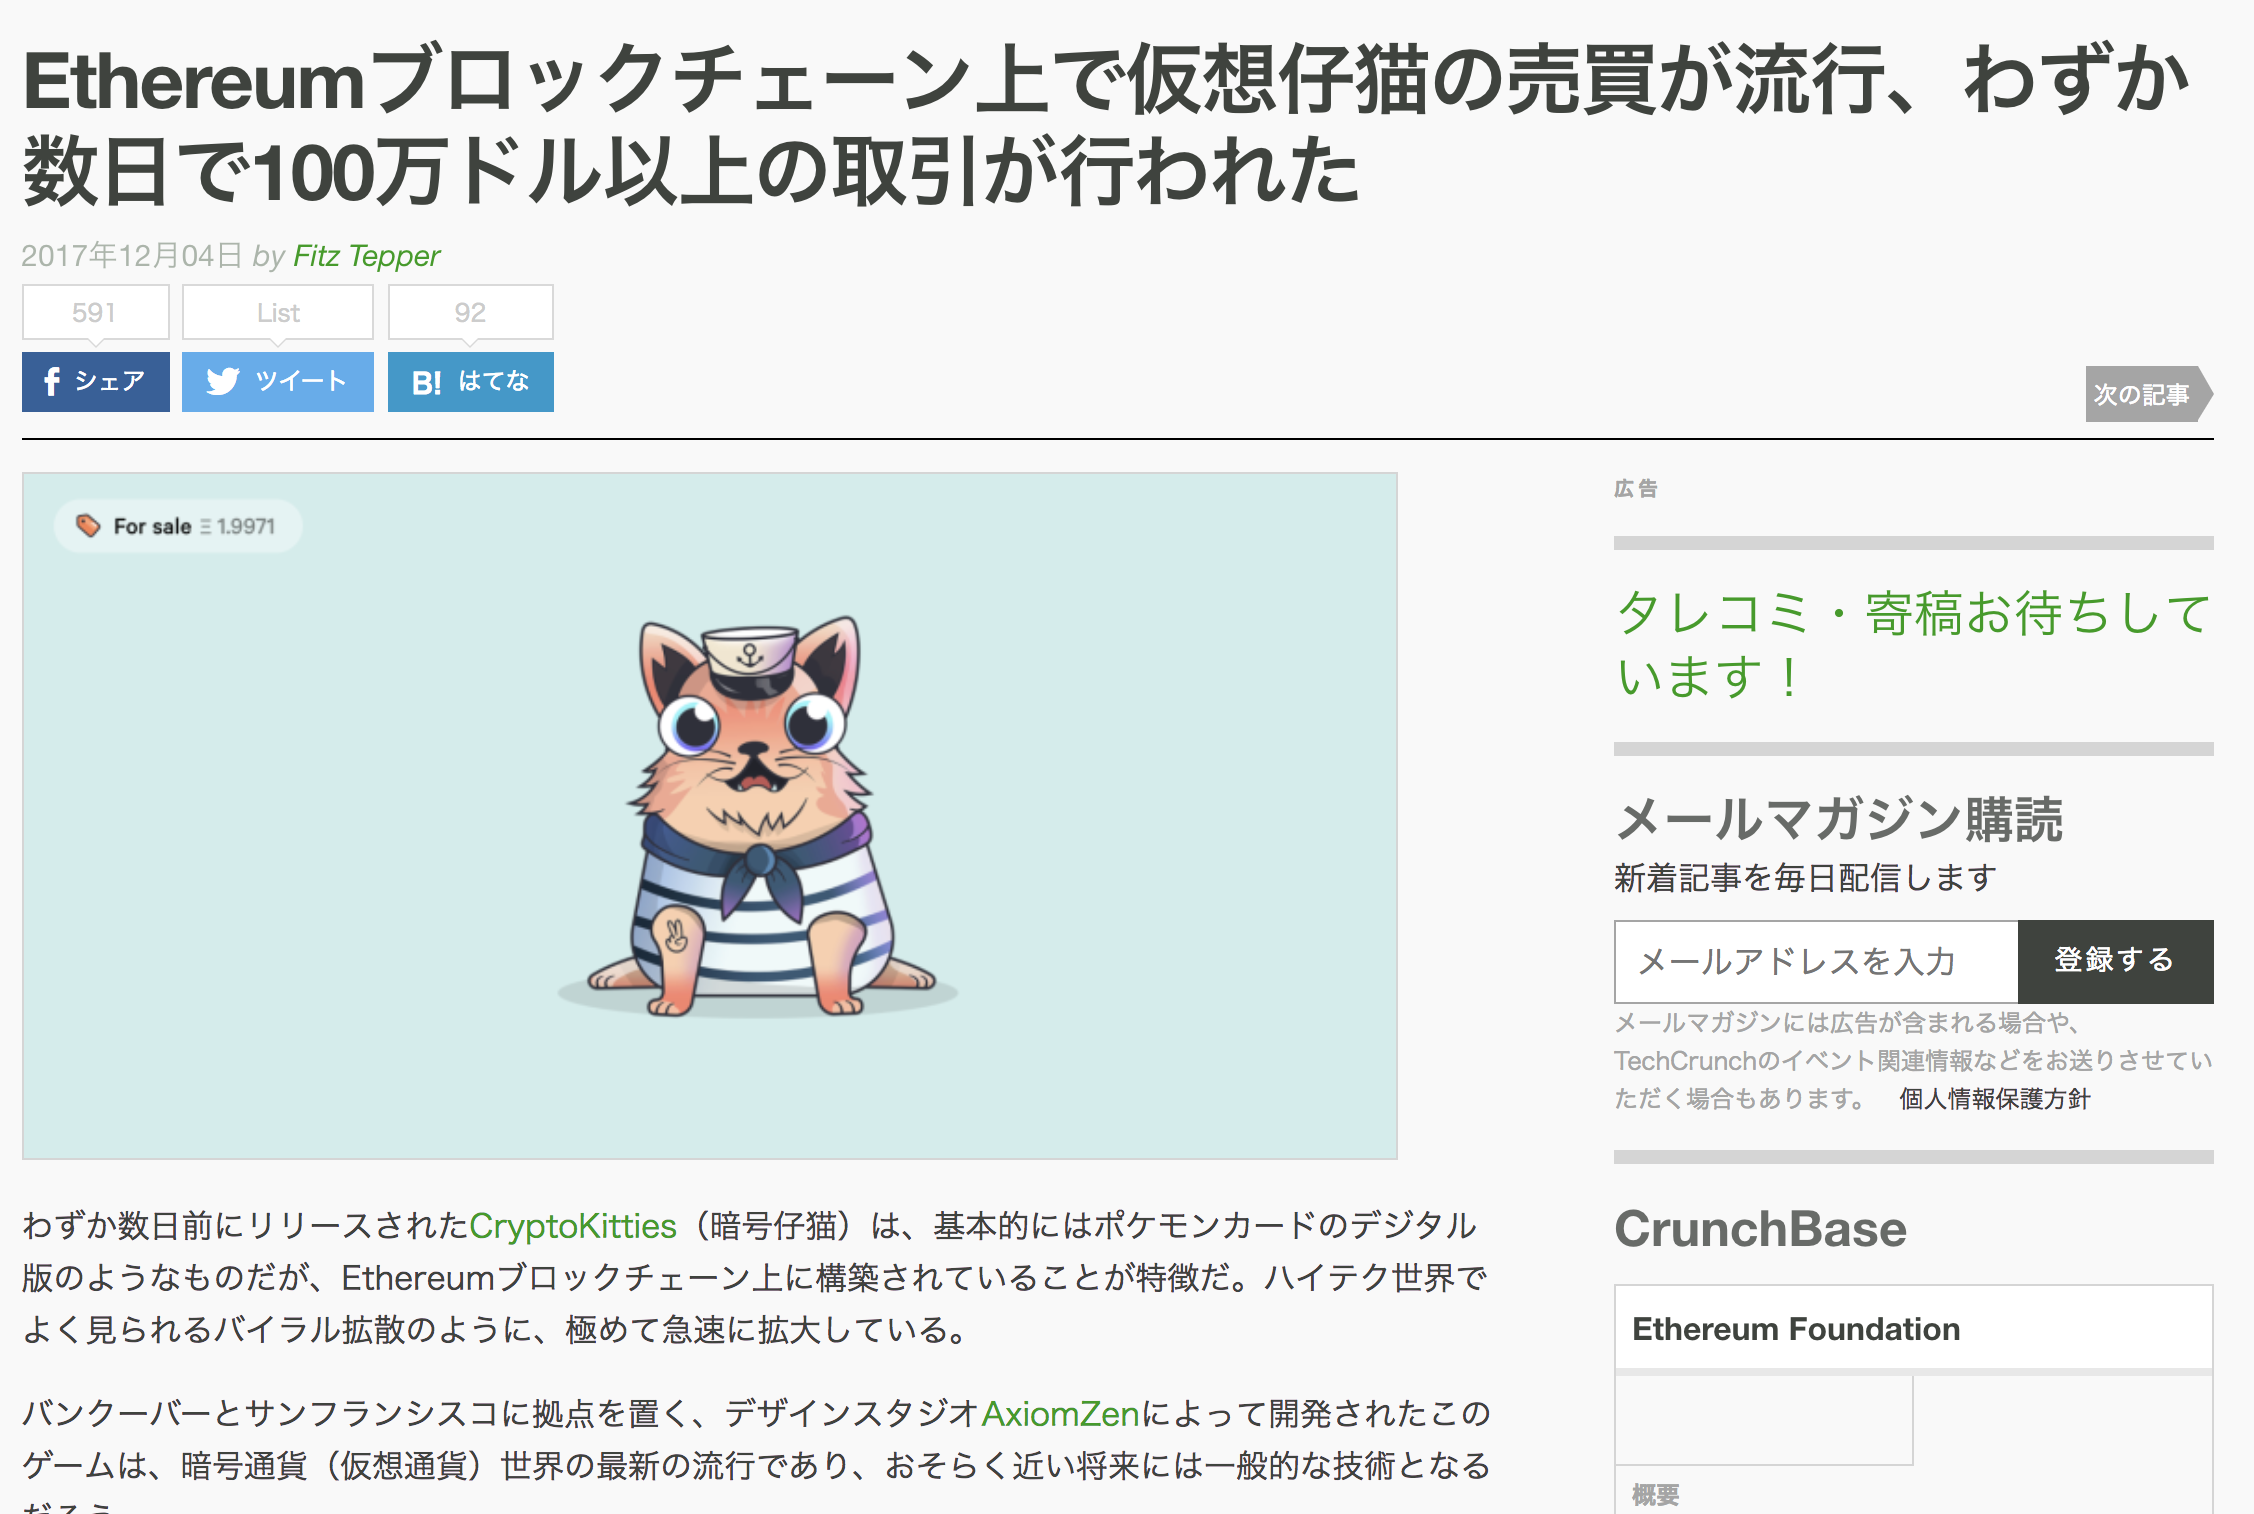 Ethereumブロックチェーン上で仮想仔猫の売買が流行、わずか
数日で100万ドル以上の取引が行われた
2017年12月04日 by Fitz Tepper
591
List
92
シェア
ツイート
B! はてな
次の記事
For sale Ξ 1.9971
わずか数日前にリリースされたCryptoKitties（暗号仔猫）は、基本的にはポケモンカードのデジタル
版のようなものだが、Ethereumブロックチェーン上に構築されていることが特徴だ。ハイテク世界で
よく見られるバイラル拡散のように、極めて急速に拡大している。
バンクーバーとサンフランシスコに拠点を置く、デザインスタジオAxiomZenによって開発されたこの
ゲームは、暗号通貨（仮想通貨）世界の最新の流行であり、おそらく近い将来には一般的な技術となる
だろう
広告
タレコミ・寄稿お待ちして
います！
メールマガジン購読
新着記事を毎日配信します
メールアドレスを入力
登録する
メールマガジンには広告が含まれる場合や、
TechCrunchのイベント関連情報などをお送りさせてい
ただく場合もあります。 個人情報保護方針
CrunchBase
Ethereum Foundation
概要